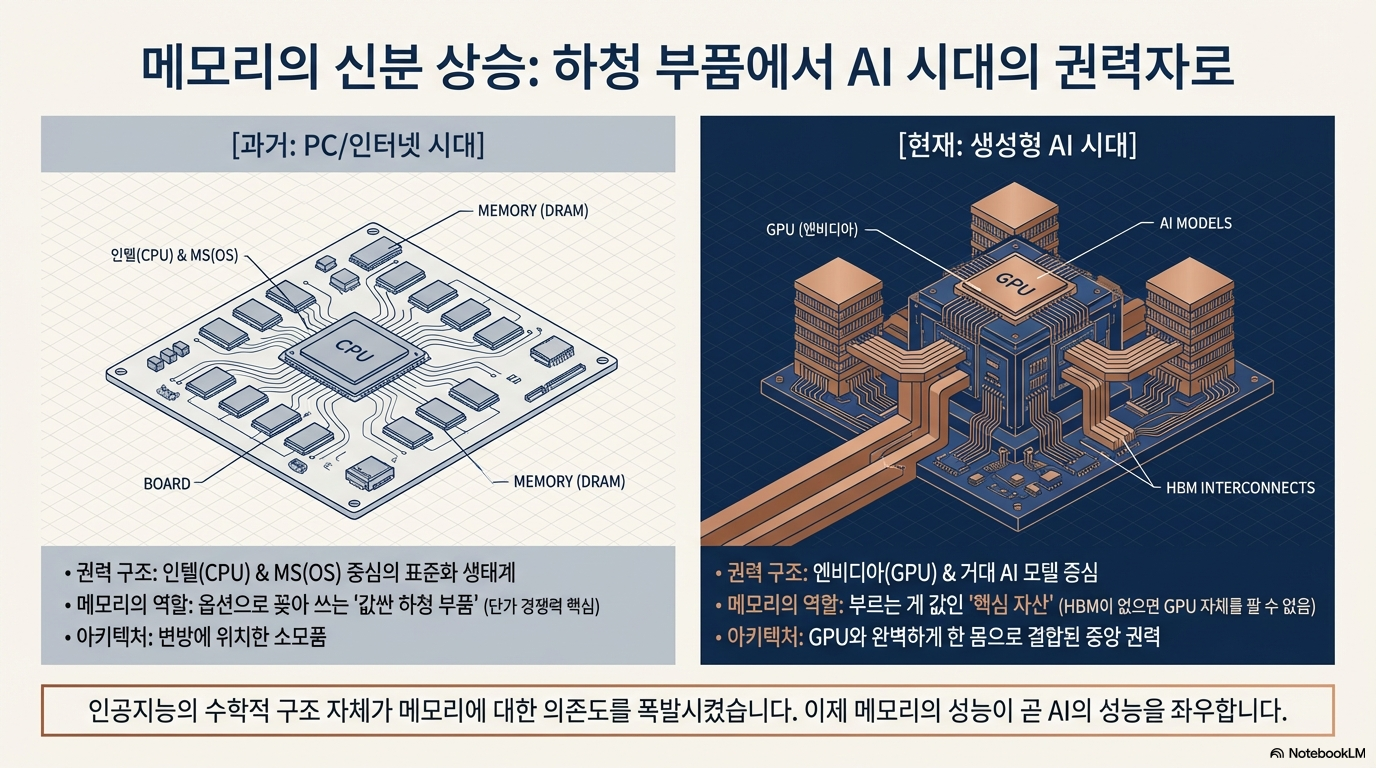 메모리의 신분 상승: 하청 부품에서 AI 시대의 권력자로
[과거: PC/인터넷 시대]
MEMORY (DRAM)
인텔(CPU) & MS(OS)
CPU
BOARD
MEMORY (DRAM)
• 권력 구조: 인텔(CPU) & MS(OS) 중심의 표준화 생태계
• 메모리의 역할: 옵션으로 꽂아 쓰는 '값싼 하청 부품' (단가 경쟁력 핵심)
• 아키텍처: 변방에 위치한 소모품
[현재: 생성형 AI 시대]
GPU (앤비디아)
AI MODELS
GPU
HBM INTERCONNECTS
• 권력 구조: 엔비디아(GPU) & 거대 AI 모델 중심
• 메모리의 역할: 부르는 게 값인 '핵심 자산' (HBM이 없으면 GPU 자체를 팔 수 없음)
• 아키텍처: GPU와 완벽하게 한 몸으로 결합된 중앙 권력
인공지능의 수학적 구조 자체가 메모리에 대한 의존도를 폭발시켰습니다. 이제 메모리의 성능이 곧 AI의 성능을 좌우합니다.
NotebookLM